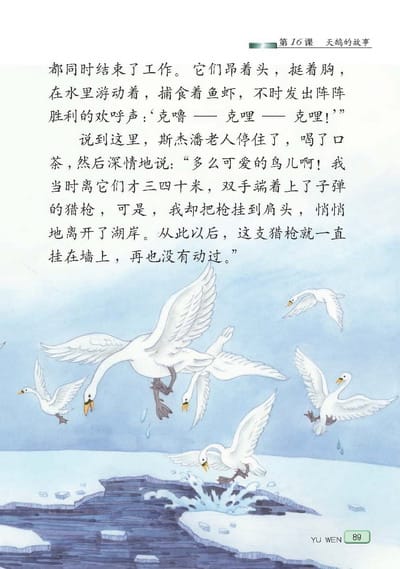 第16课 天鹅的故事
都同时结束了工作。它们昂着头，挺着胸，
在水里游动着，捕食着鱼虾，不时发出阵阵
胜利的欢呼声：‘克噜 —— 克哩 —— 克哩！’”
说到这里，斯杰潘老人停住了，喝了口
茶，然后深情地说：“多么可爱的鸟儿啊！我
当时离它们才三四十米，双手端着上了子弹
的猎枪，可是，我却把枪挂到肩头，悄悄
地离开了湖岸。从此以后，这支猎枪就一直
挂在墙上，再也没有动过。”
YU WEN 89